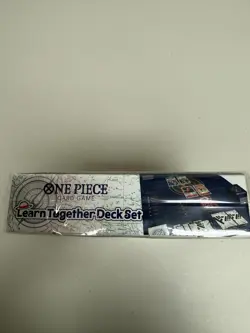 ONE PIECE
CARD GAME
Learn Together Deck Set